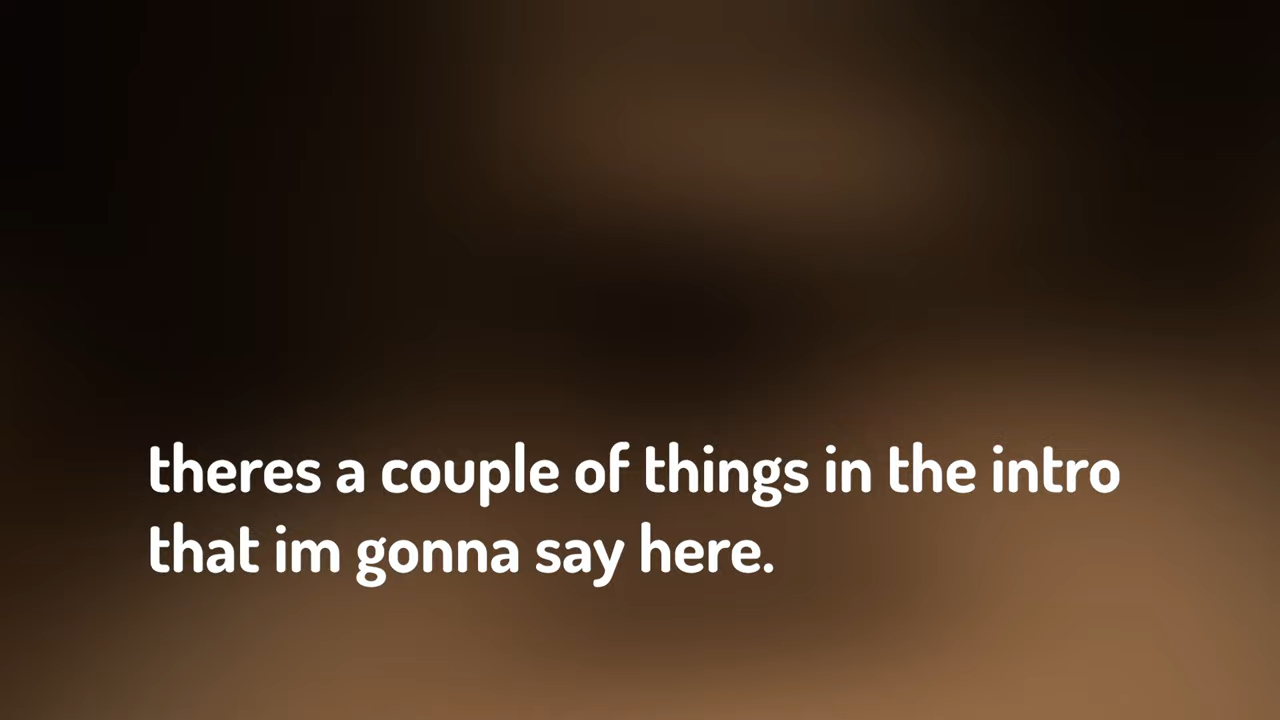 theres a couple of things in the intro
that im gonna say here.